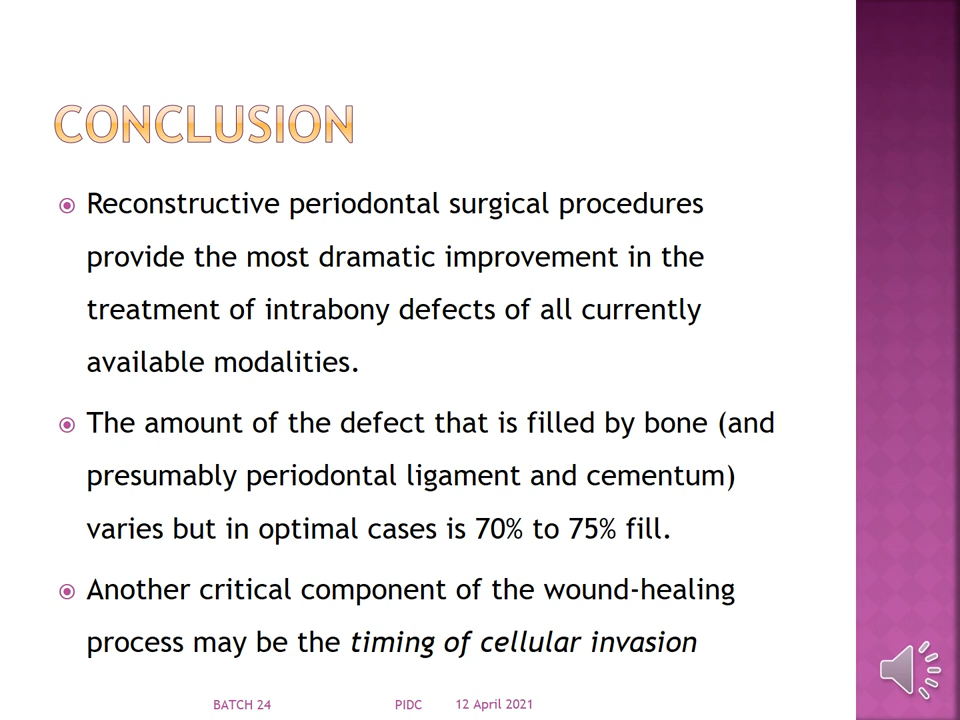 CONCLUSION
Reconstructive periodontal surgical procedures
provide the most dramatic improvement in the
treatment of intrabony defects of all currently
available modalities.
The amount of the defect that is filled by bone (and
presumably periodontal ligament and cementum)
varies but in optimal cases is 70% to 75% fill.
Another critical component of the wound-healing
process may be the timing of cellular invasion
BATCH 24 PIDC 12 April 2021